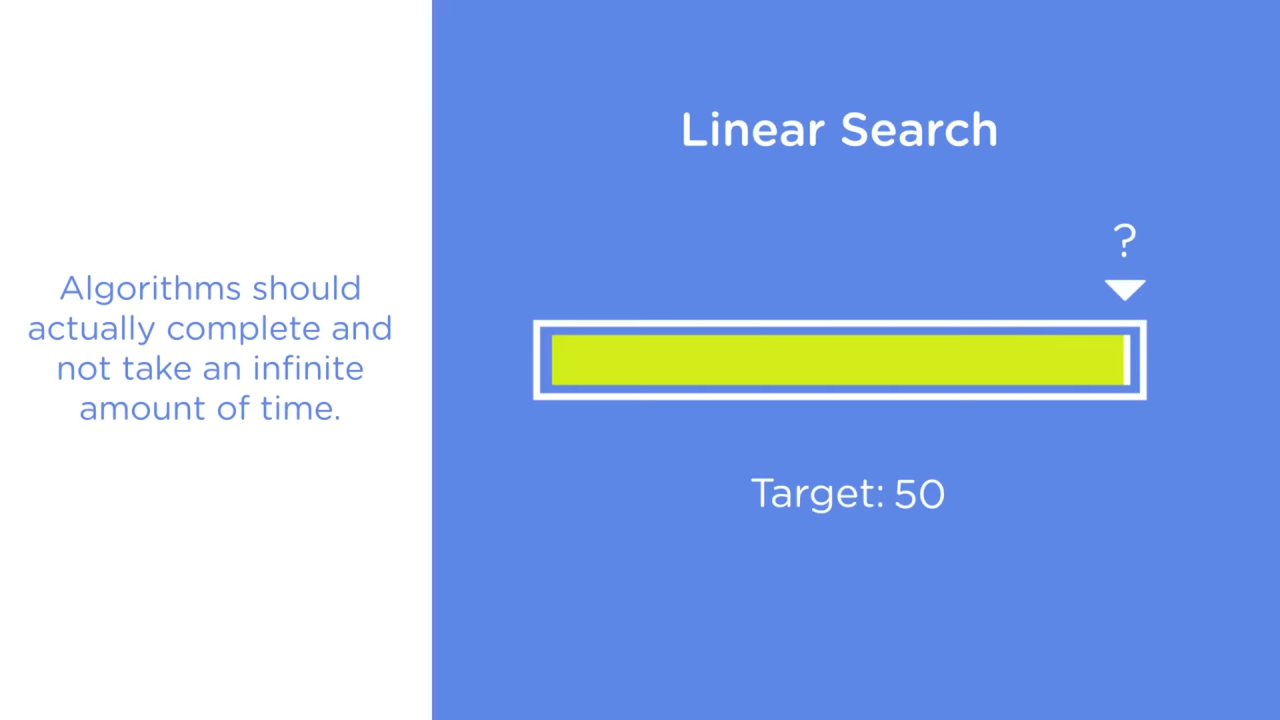 Algorithms should
actually complete and
not take an infinite
amount of time.
Linear Search
?
Target: 50